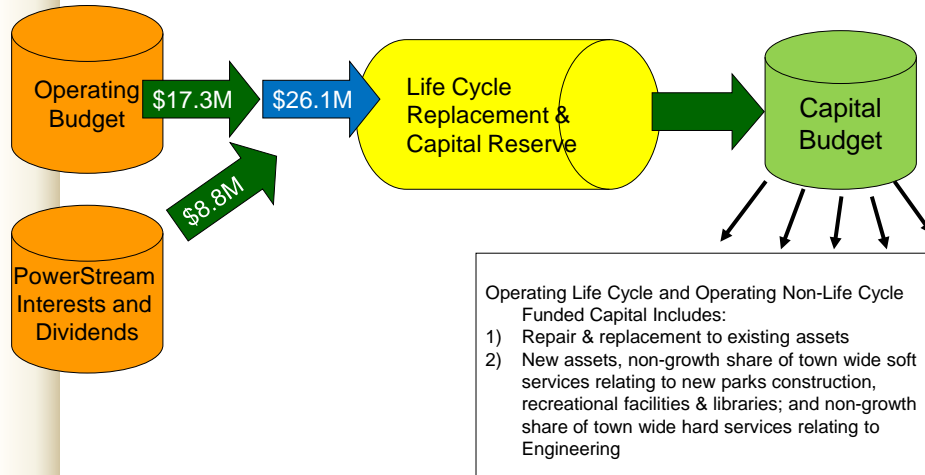 Operating
Budget
$17.3M
$26.1M
Life Cycle
Replacement &
Capital Reserve
Capital
Budget
$8.8M
PowerStream
Interests and
Dividends
Operating Life Cycle and Operating Non-Life Cycle
Funded Capital Includes:
1) Repair & replacement to existing assets
2) New assets, non-growth share of town wide soft
services relating to new parks construction,
recreational facilities & libraries; and non-growth
share of town wide hard services relating to
Engineering